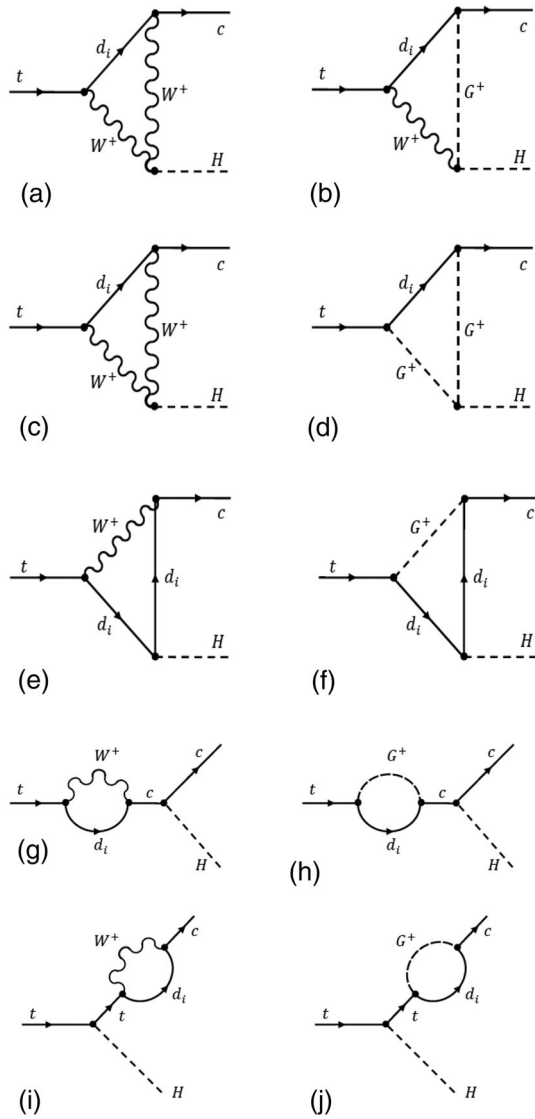 t
d_i
c
W^+
W^+
H
(a)
t
d_i
c
G^+
W^+
H
(b)
t
d_i
c
W^+
W^+
H
(c)
t
d_i
c
G^+
G^+
H
(d)
W^+
c
t
d_i
d_i
H
(e)
G^+
c
t
d_i
d_i
H
(f)
W^+
c
t
c
d_i
H
(g)
G^+
c
t
c
d_i
H
(h)
W^+
c
d_i
t
t
H
(i)
G^+
c
d_i
t
t
H
(j)